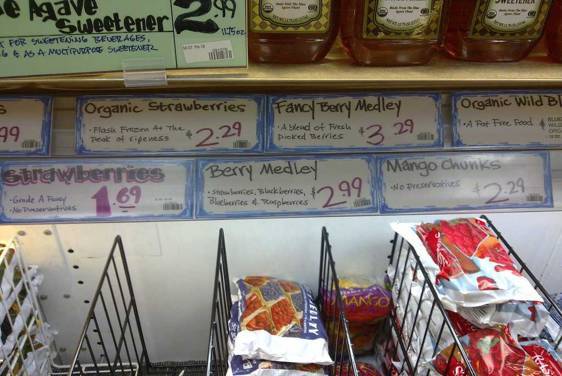 Agave
Sweetener
2.99
FOR SWEETENING BEVERAGES,
& AS A MULTIPURPOSE SWEETENER
SWEETENER
99
Organic Strawberries
• Flash Frozen At The
Peak of ripeness
$2.29
Fancy Berry Medley
• A blend of Fresh
Picked Berries
$3.29
Organic Wild Bl
• A Fat Free Food
Strawberries
• Grade A Fancy
• No Preservatives
1.69
Berry Medley
• Strawberries, Blackberries,
Blueberries & Raspberries
$2.99
Mango Chunks
• No Preservatives
$2.29
MANGO